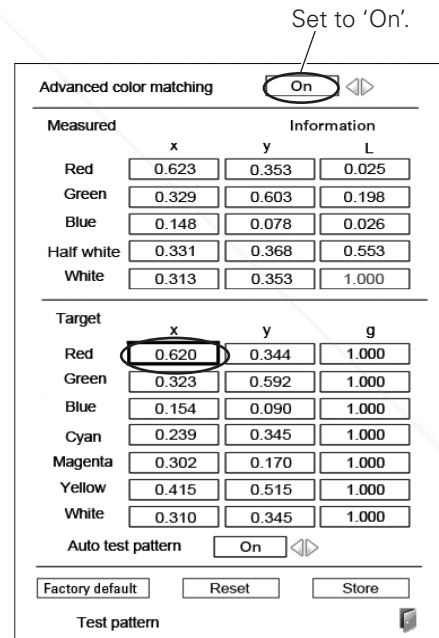 Set to ‘On’.
Advanced color matching On
Measured Information
x y L
Red 0.623 0.353 0.025
Green 0.329 0.603 0.198
Blue 0.148 0.078 0.026
Half white 0.331 0.368 0.553
White 0.313 0.353 1.000
Target
x y g
Red 0.620 0.344 1.000
Green 0.323 0.592 1.000
Blue 0.154 0.090 1.000
Cyan 0.239 0.345 1.000
Magenta 0.302 0.170 1.000
Yellow 0.415 0.515 1.000
White 0.310 0.345 1.000
Auto test pattern On
Factory default Reset Store
Test pattern